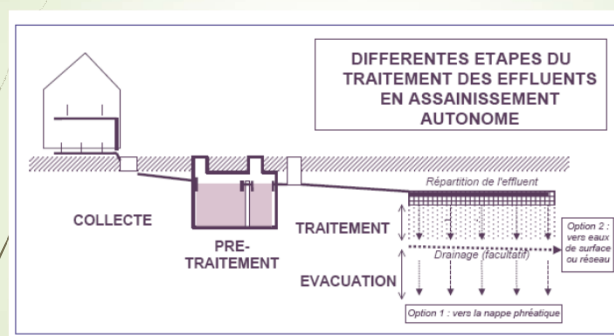 DIFFERENTES ETAPES DU
TRAITEMENT DES EFFLUENTS
EN ASSAINISSEMENT
AUTONOME
COLLECTE
PRE-
TRAITEMENT
Répartition de l'effluent
TRAITEMENT
Drainage (facultatif)
Option 2 :
vers eaux
de surface
ou réseau
EVACUATION
Option 1 : vers la nappe phréatique